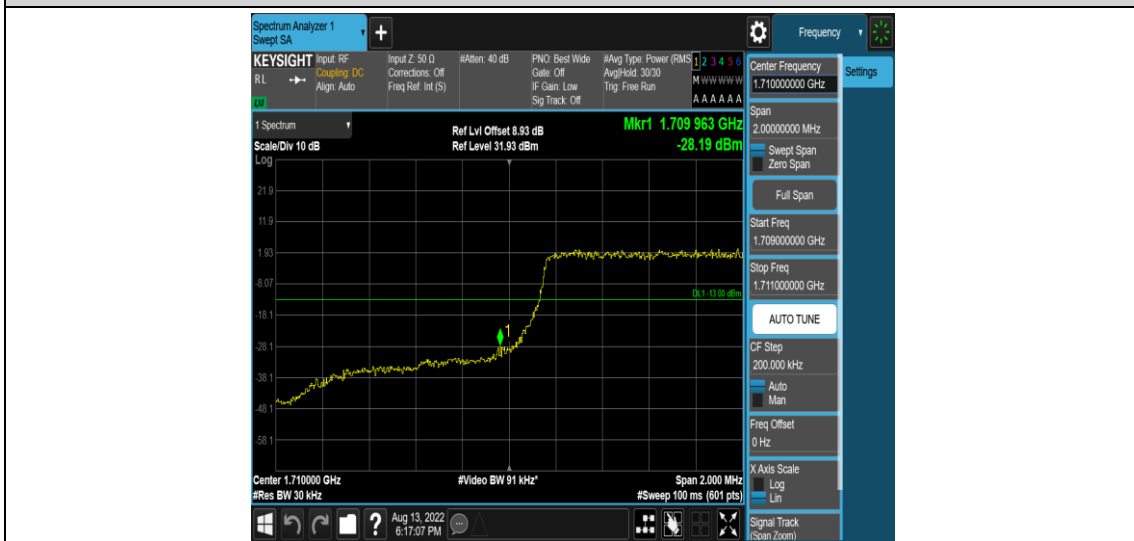 Spectrum Analyzer 1
Swept SA
+
Frequency
KEYSIGHT
RL
Input: RF
Coupling: DC
Align: Auto
Input Z: 50 Ω
Corrections: Off
Freq Ref: Int (S)
#Atten: 40 dB
PNO: Best Wide
Gate: Off
IF Gain: Low
Sig Track: Off
#Avg Type: Power (RMS
Avg|Hold: 30/30
Trig: Free Run
1 2 3 4 5 6
M W W W W W
A A A A A A
1 Spectrum
Scale/Div 10 dB
Log
Ref Lvl Offset 8.93 dB
Ref Level 31.93 dBm
Mkr1 1.709 963 GHz
-28.19 dBm
21.9
11.9
1.93
-8.07
-18.1
-28.1
-38.1
-48.1
-58.1
DL1 -13.00 dBm
1
Center 1.710000 GHz
#Res BW 30 kHz
#Video BW 91 kHz*
Span 2.000 MHz
#Sweep 100 ms (601 pts)
Center Frequency
1.710000000 GHz
Settings
Span
2.00000000 MHz
Swept Span
Zero Span
Full Span
Start Freq
1.709000000 GHz
Stop Freq
1.711000000 GHz
AUTO TUNE
CF Step
200.000 kHz
Auto
Man
Freq Offset
0 Hz
X Axis Scale
Log
Lin
Signal Track
(Span Zoom)
?
Aug 13, 2022
6:17:07 PM